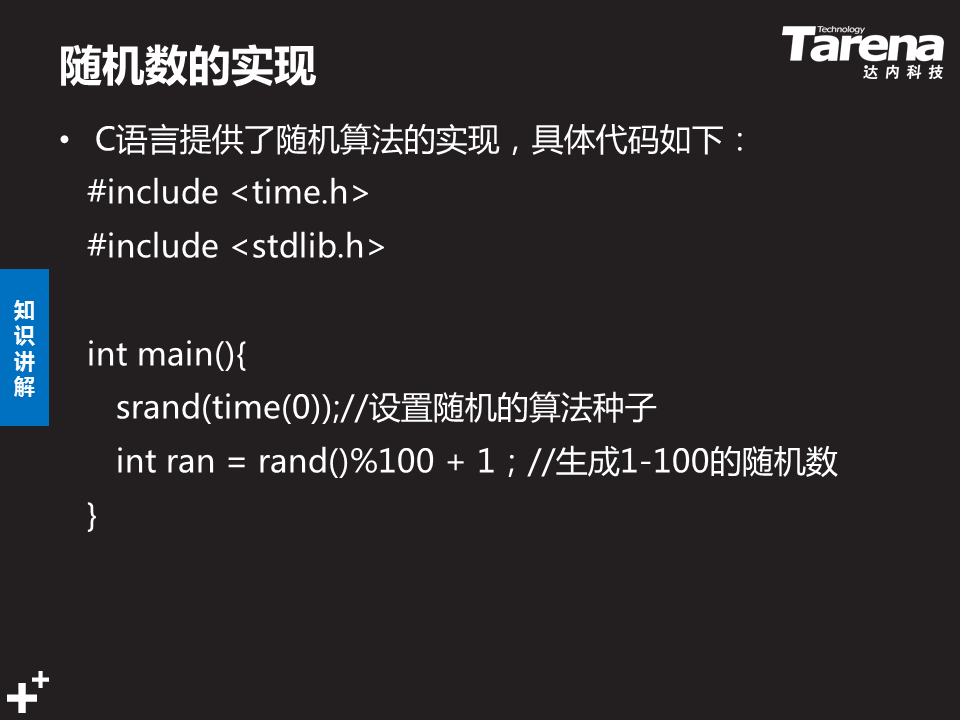 随机数的实现
Technology
Tarena
达内科技
• C语言提供了随机算法的实现，具体代码如下：
#include <time.h>
#include <stdlib.h>
int main(){
srand(time(0));//设置随机的算法种子
int ran = rand()%100 + 1；//生成1-100的随机数
}
知识讲解